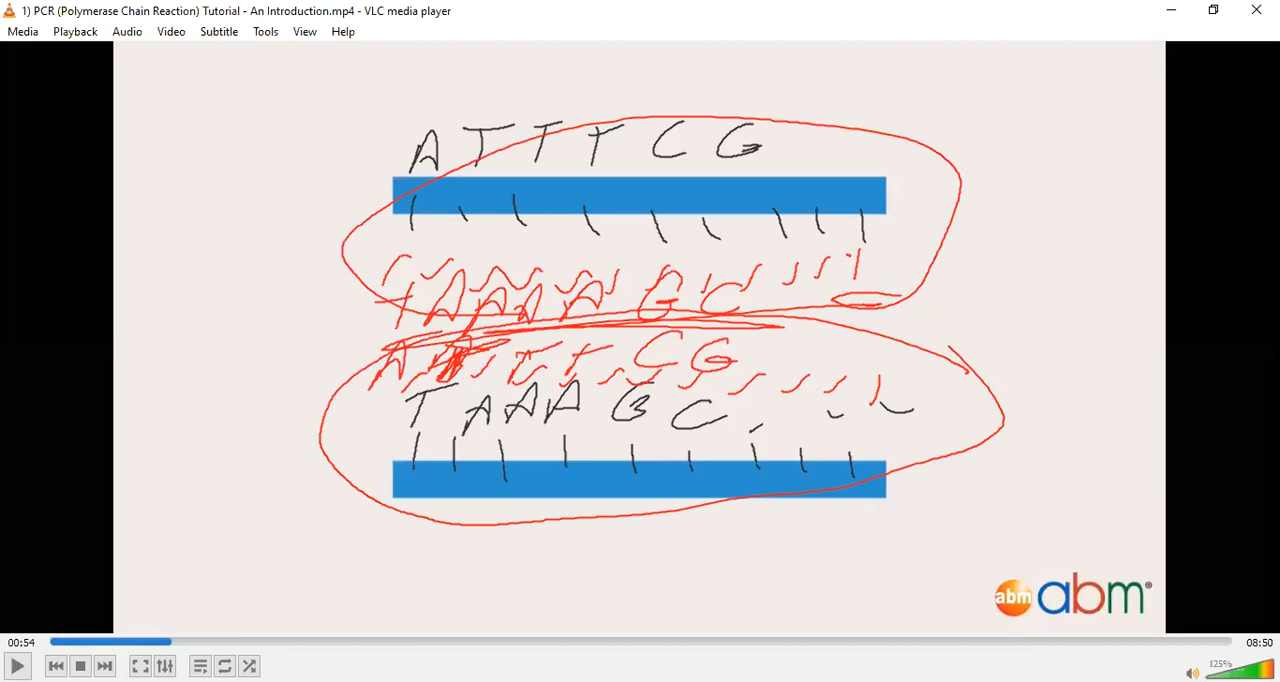 1) PCR (Polymerase Chain Reaction) Tutorial - An Introduction.mp4 - VLC media player
Media Playback Audio Video Subtitle Tools View Help
A T T T C G
T A A A A G C
A T T C G
T A A A G C
abm abm®
00:54 08:50
125%